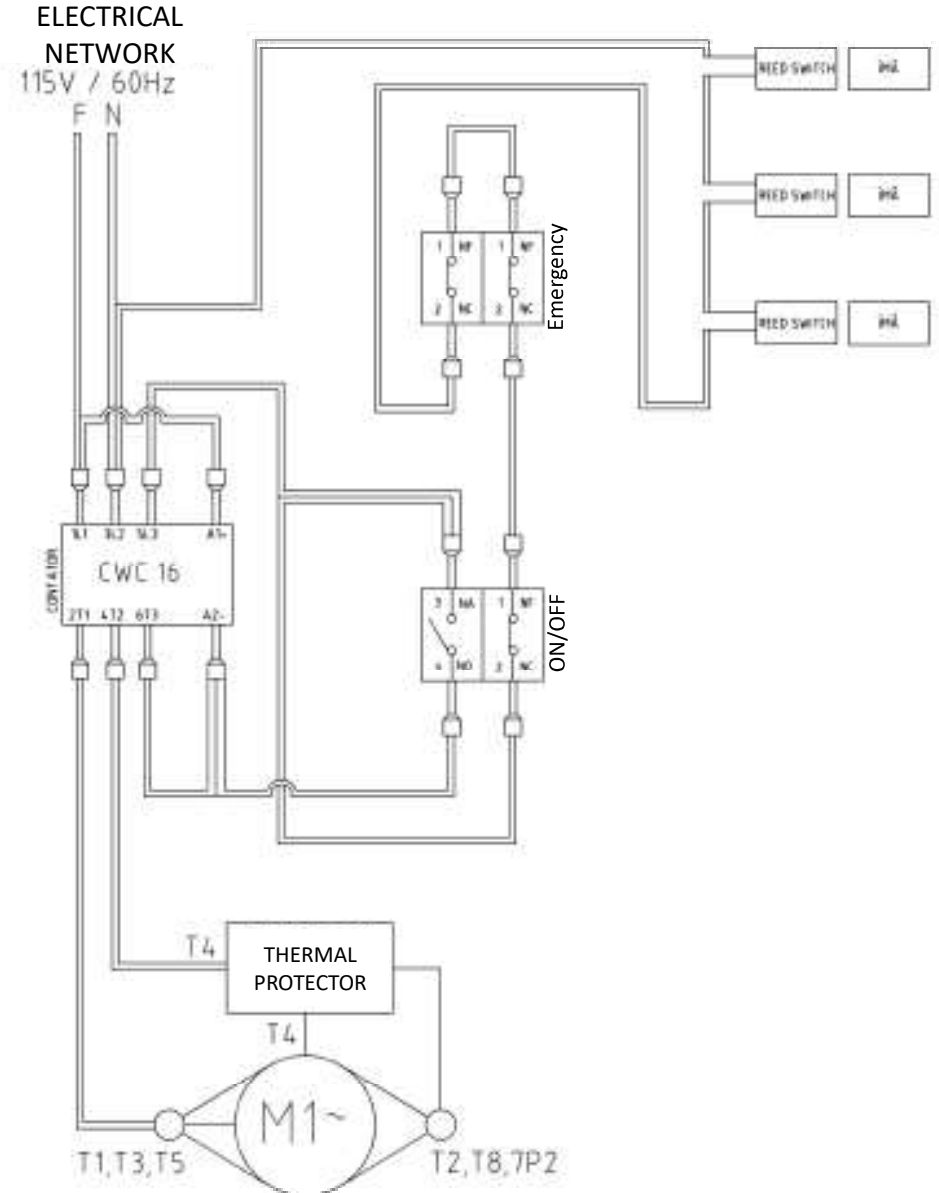 ELECTRICAL
NETWORK
115V / 60Hz
F N
REED SWITCH
REED SWITCH
REED SWITCH
Emergency
1 NF 1 NF
2 NC 2 NC
1L1 3L2 5L3 A1+
CONTATOR
CWC 16
2T1 4T2 6T3 A2-
3 NA 1 NF
4 NO 2 NC
ON/OFF
T4
THERMAL
PROTECTOR
T4
M1~
T1,T3,T5
T2,T8,7P2